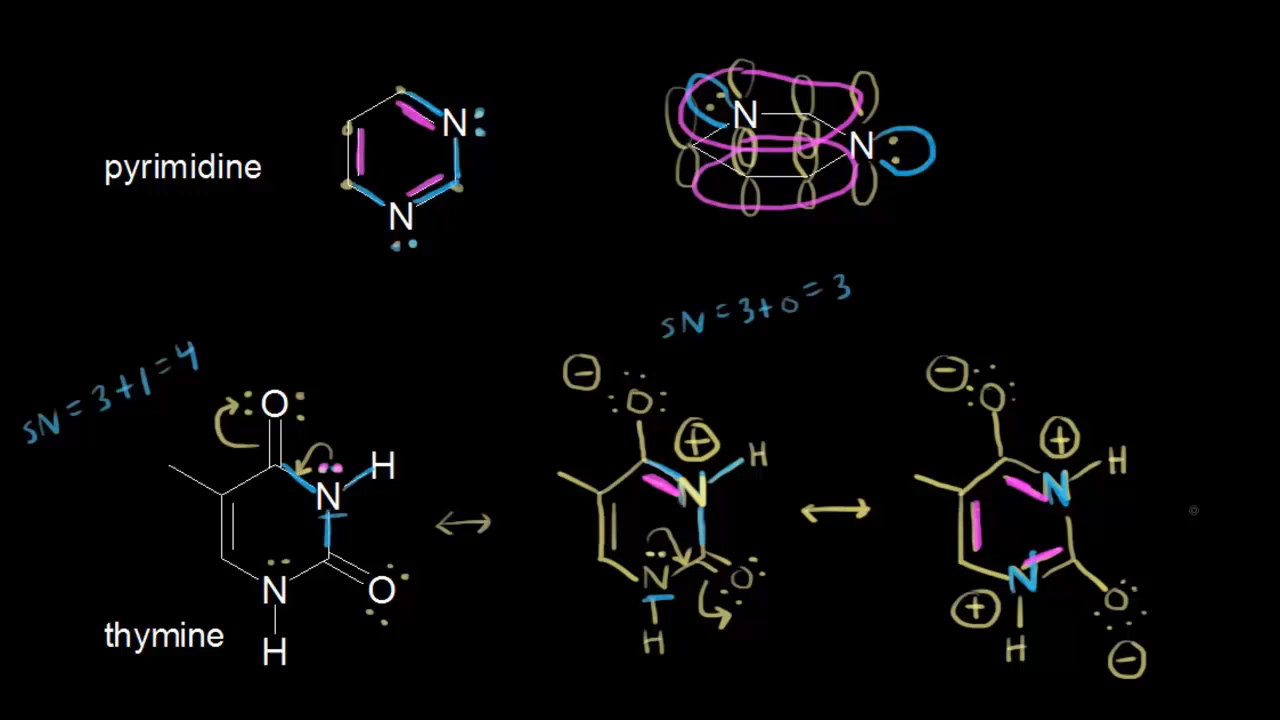 N
N
pyrimidine
N
N
SN = 3 + 0 = 3
SN = 3 + 1 = 4
O
H
N
N
O
H
thymine
−
O
+
H
N
N
O
H
−
O
+
H
N
N
+
O
H
−